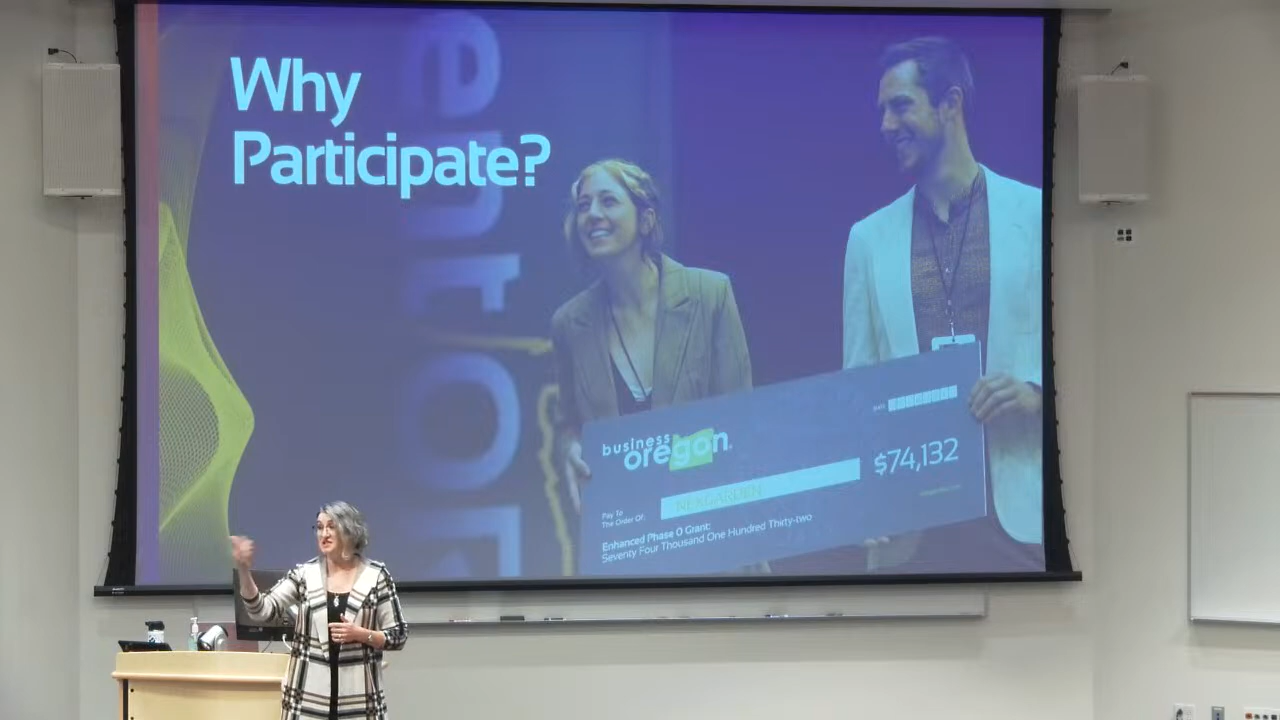 Why
Participate?
entor
business
oregon
$74,132
Pay To
The Order Of:
Enhanced Phase 0 Grant:
Seventy Four Thousand One Hundred Thirty-two